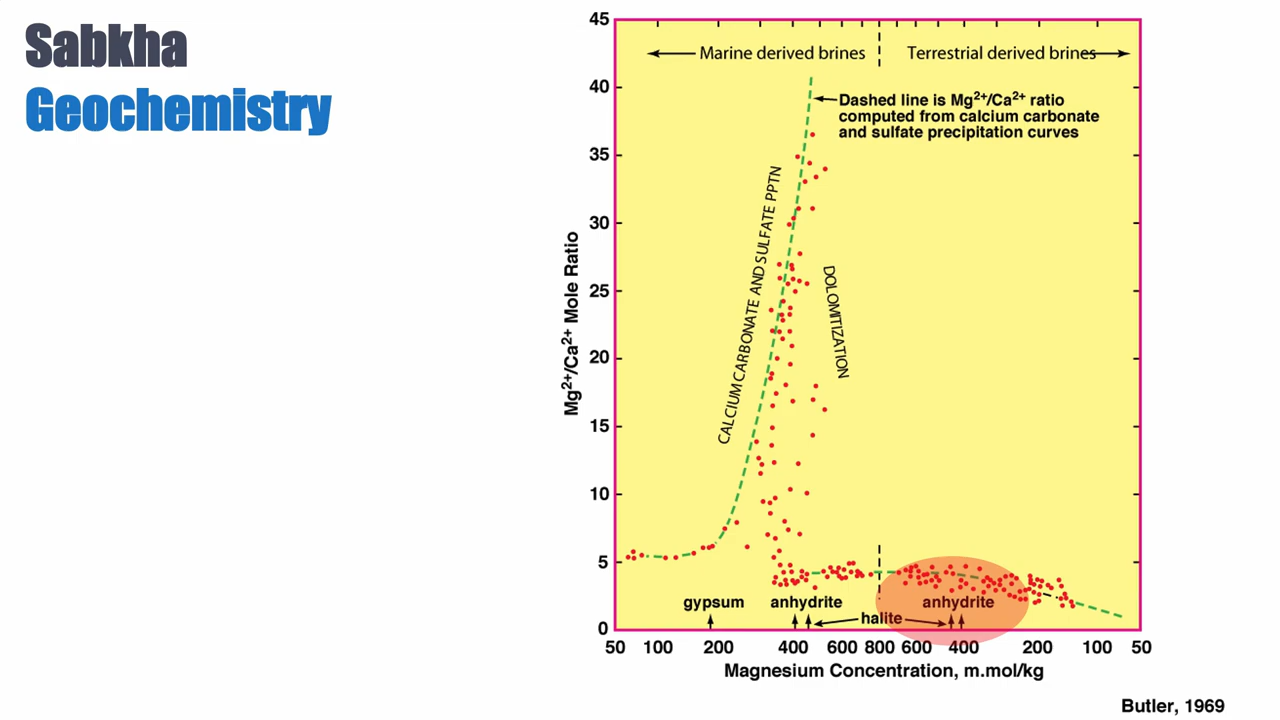 Sabkha
Geochemistry
45
40
35
30
25
20
15
10
5
0
Mg2+/Ca2+ Mole Ratio
Marine derived brines
Terrestrial derived brines
Dashed line is Mg2+/Ca2+ ratio
computed from calcium carbonate
and sulfate precipitation curves
CALCIUM CARBONATE AND SULFATE PPTN
DOLOMITIZATION
gypsum
anhydrite
anhydrite
halite
50 100 200 400 600 800 600 400 200 100 50
Magnesium Concentration, m.mol/kg
Butler, 1969